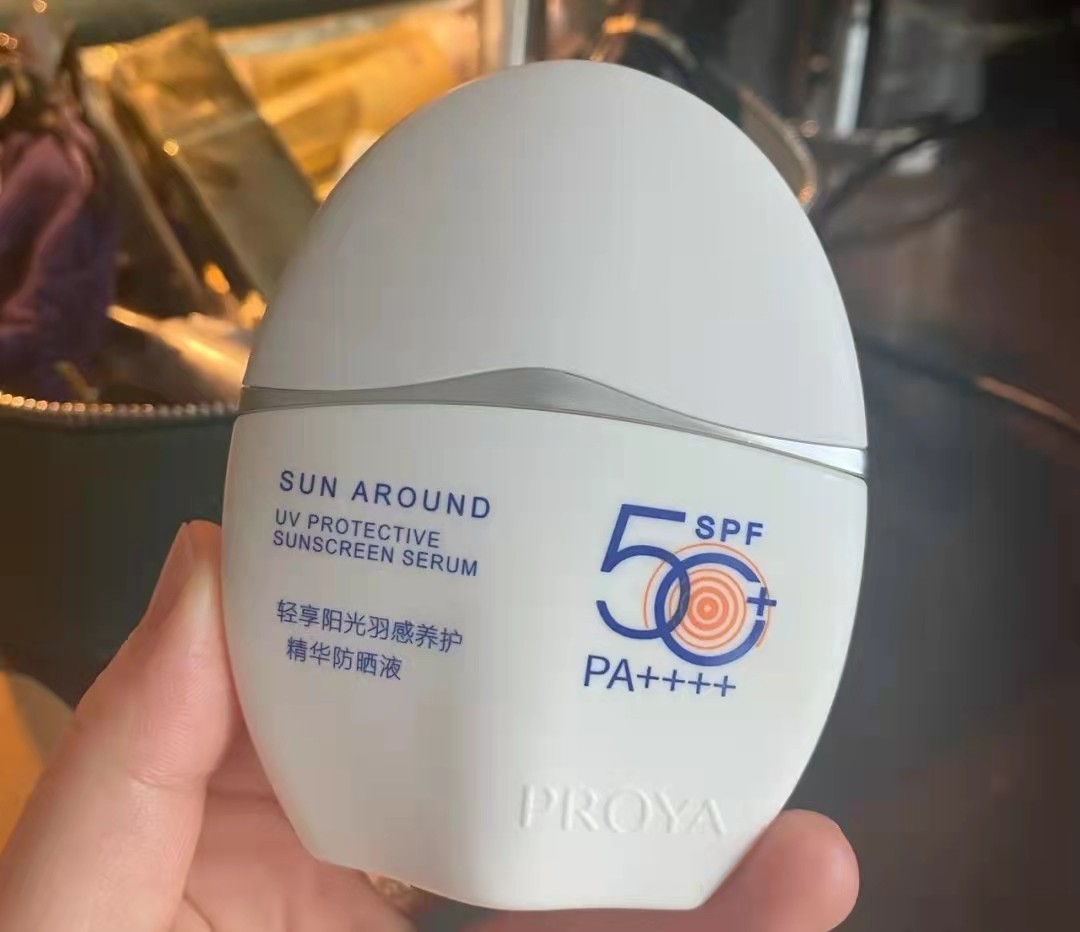 SUN AROUND
UV PROTECTIVE
SUNSCREEN SERUM
轻享阳光羽感养护
精华防晒液
SPF
50+
PA++++
PROYA